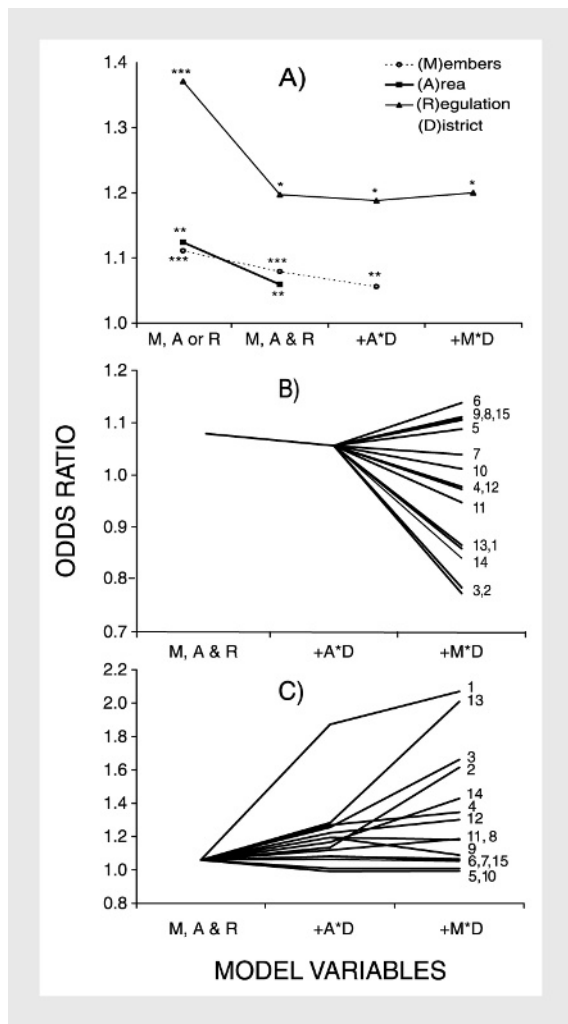 1.4
A)
(M)embers
(A)rea
(R)egulation
(D)istrict
***
1.3
1.2
*
*
*
**
***
***
**
**
1.1
1.0
M, A or R
M, A & R
+A*D
+M*D
ODDS RATIO
1.2
B)
6
9,8,15
5
7
10
4,12
11
13,1
14
3,2
1.1
1.0
0.9
0.8
0.7
M, A & R
+A*D
+M*D
2.2
C)
1
13
3
2
14
4
12
11, 8
9
6,7,15
5,10
2.0
1.8
1.6
1.4
1.2
1.0
0.8
M, A & R
+A*D
+M*D
MODEL VARIABLES